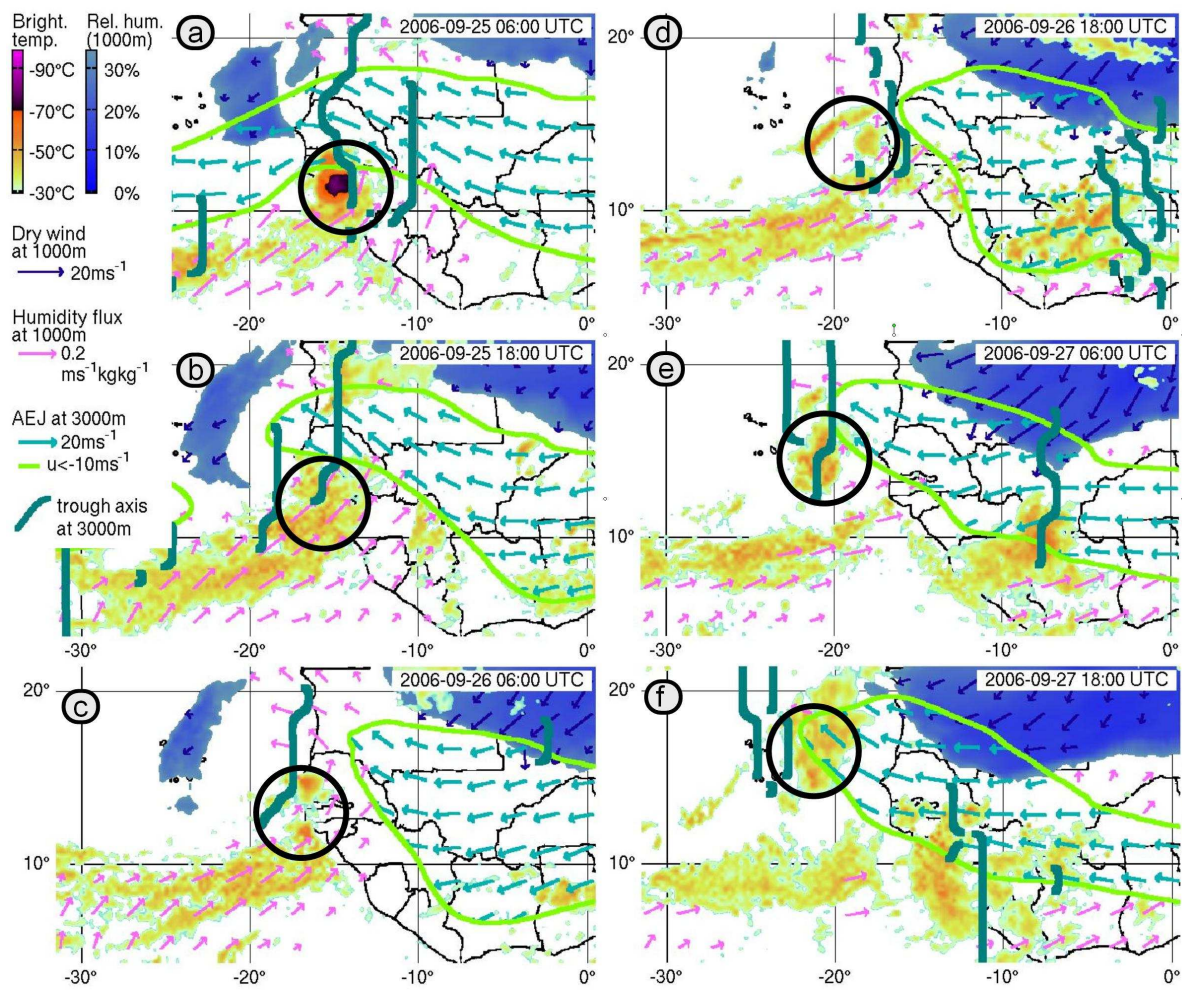 Bright. temp.
Rel. hum. (1000m)
-90°C
-70°C
-50°C
-30°C
30%
20%
10%
0%
Dry wind
at 1000m
20ms⁻¹
Humidity flux
at 1000m
0.2
ms⁻¹kgkg⁻¹
AEJ at 3000m
20ms⁻¹
u<-10ms⁻¹
trough axis
at 3000m
a
2006-09-25 06:00 UTC
-20°
-10°
0°
b
2006-09-25 18:00 UTC
-30°
-20°
-10°
0°
c
2006-09-26 06:00 UTC
20°
10°
-30°
-20°
-10°
0°
d
2006-09-26 18:00 UTC
20°
10°
-30°
-20°
-10°
0°
e
2006-09-27 06:00 UTC
20°
10°
-30°
-20°
-10°
0°
f
2006-09-27 18:00 UTC
20°
10°
-30°
-20°
-10°
0°